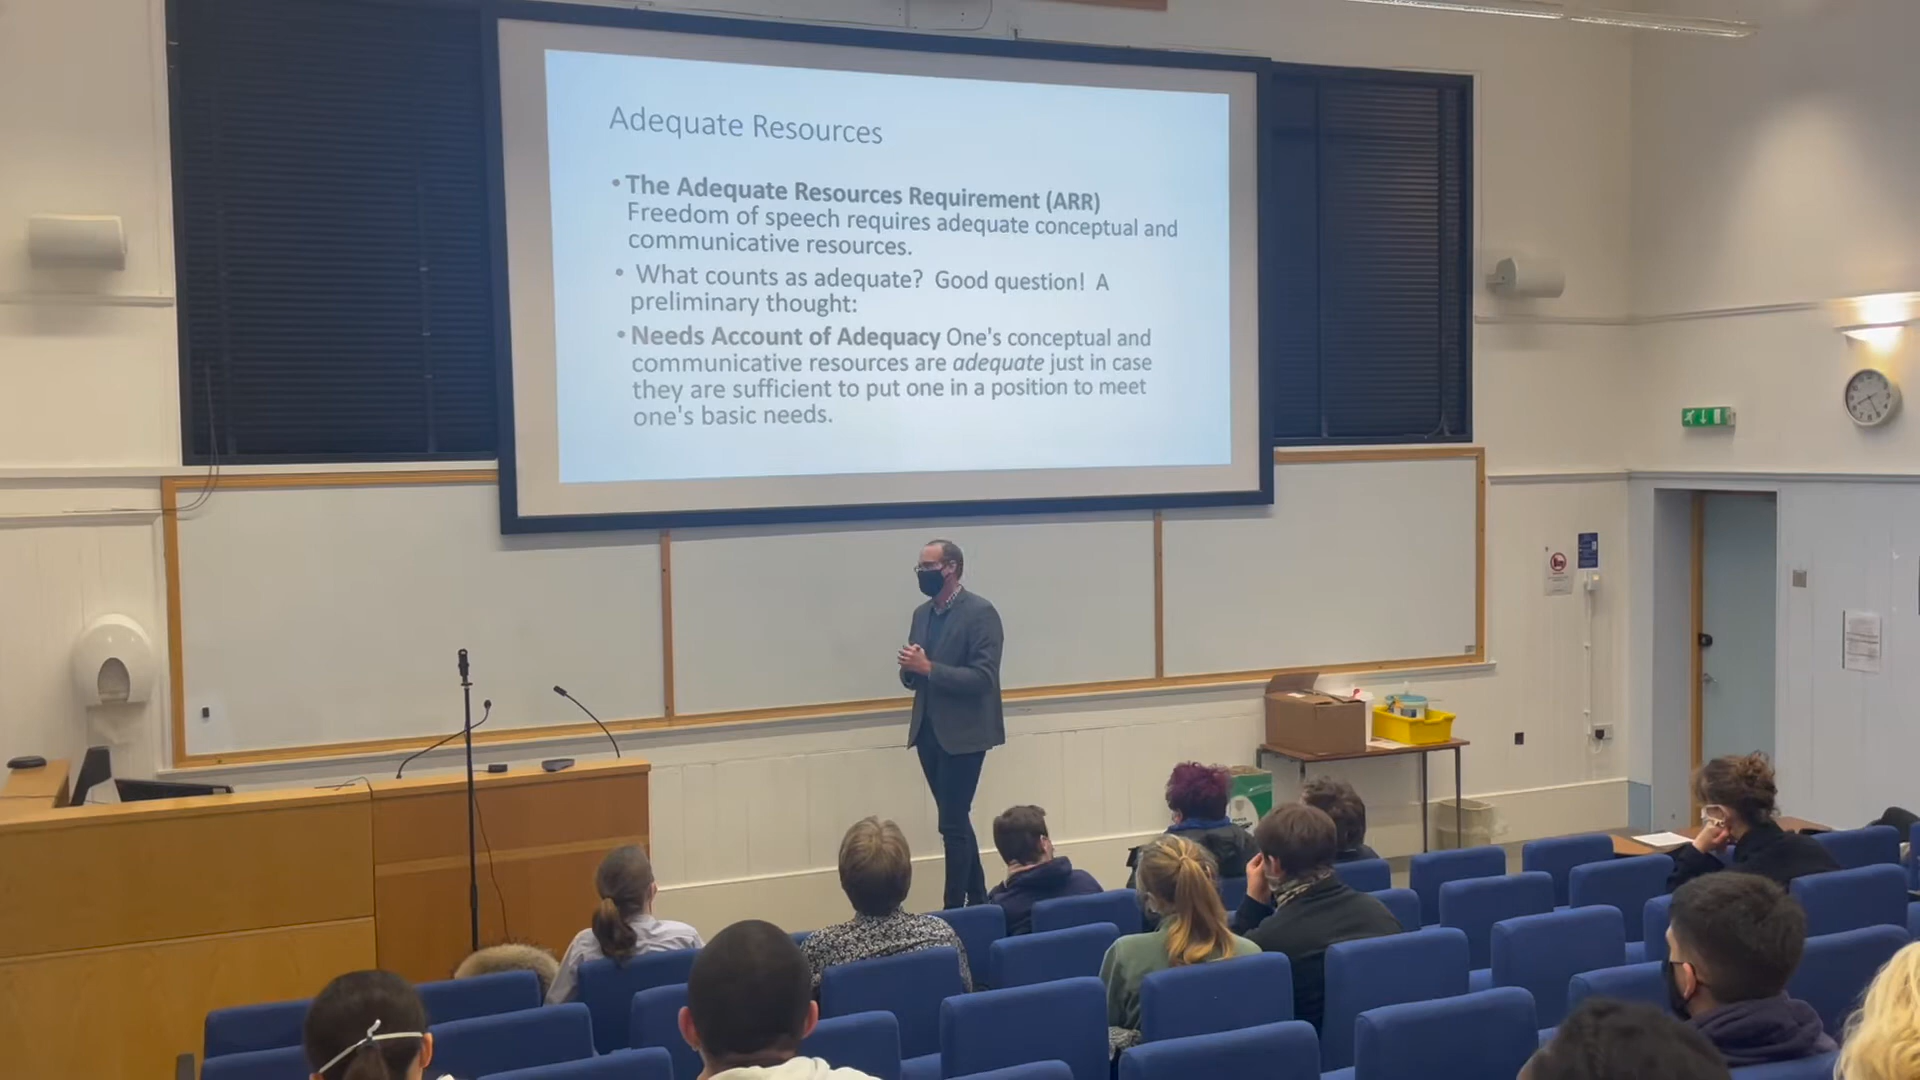 Adequate Resources
• The Adequate Resources Requirement (ARR)
Freedom of speech requires adequate conceptual and
communicative resources.
• What counts as adequate? Good question! A
preliminary thought:
• Needs Account of Adequacy One's conceptual and
communicative resources are adequate just in case
they are sufficient to put one in a position to meet
one's basic needs.